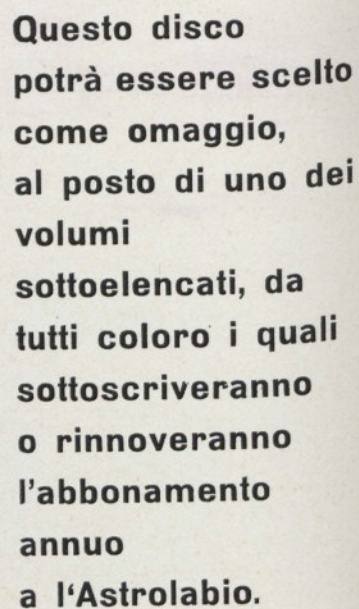 Questo disco
potrà essere scelto
come omaggio,
al posto di uno dei
volumi
sottoelencati, da
tutti coloro i quali
sottoscriveranno
o rinnoveranno
l'abbonamento
annuo
a l‘Astrolabio.